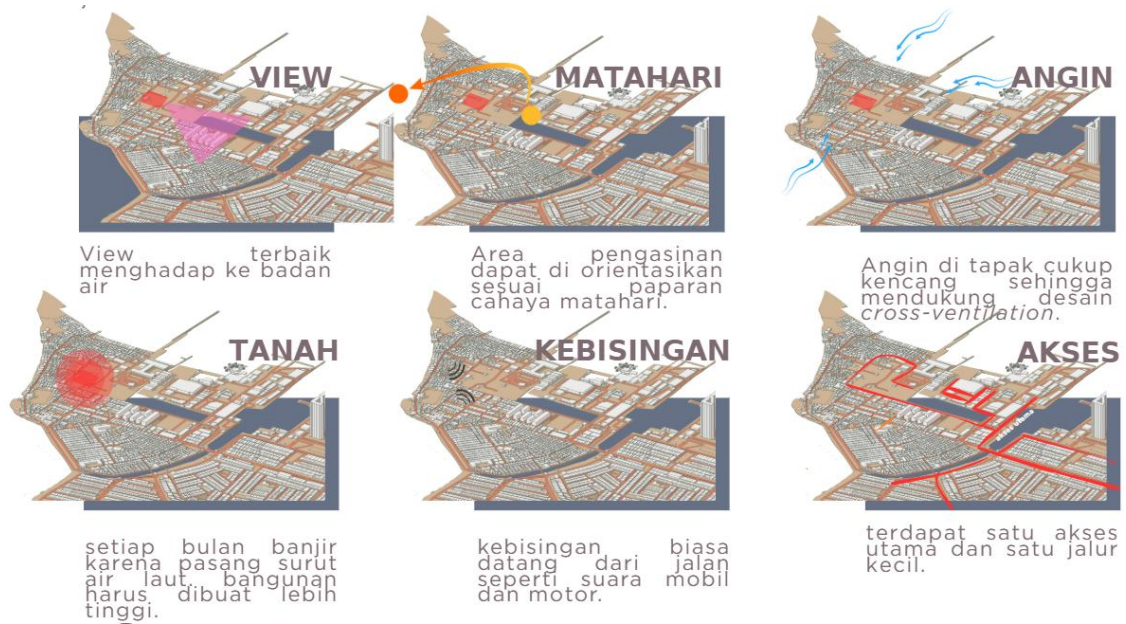 VIEW
MATAHARI
ANGIN
View terbaik
menghadap ke badan
air
Area pengasinan
dapat di orientasikan
sesuai paparan
cahaya matahari.
Angin di tapak cukup
kencang sehingga
mendukung desain
cross-ventilation.
TANAH
KEBISINGAN
AKSES
setiap bulan banjir
karena pasang surut
air laut. bangunan
harus dibuat lebih
tinggi.
kebisingan biasa
datang dari jalan
seperti suara mobil
dan motor.
terdapat satu akses
utama dan satu jalur
kecil.